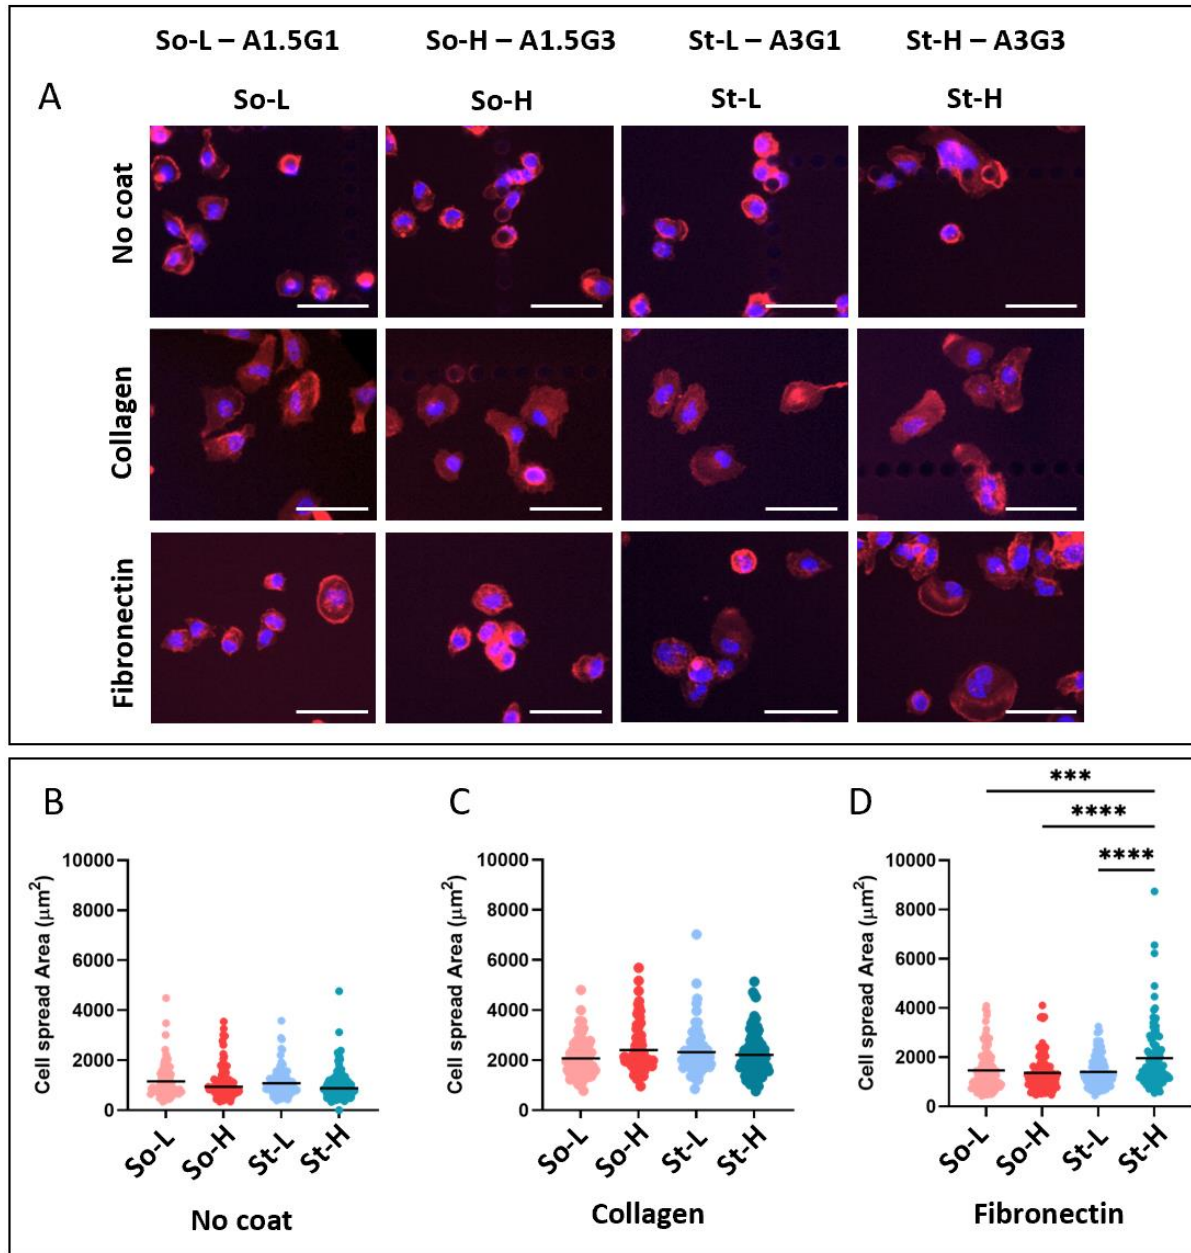 So-L – A1.5G1 So-H – A1.5G3 St-L – A3G1 St-H – A3G3
A
So-L So-H St-L St-H
No coat
Collagen
Fibronectin
B
10000
8000
6000
4000
2000
0
Cell spread Area (μm²)
So-L So-H St-L St-H
No coat
C
10000
8000
6000
4000
2000
0
Cell spread Area (μm²)
So-L So-H St-L St-H
Collagen
D
***
****
****
10000
8000
6000
4000
2000
0
Cell spread Area (μm²)
So-L So-H St-L St-H
Fibronectin